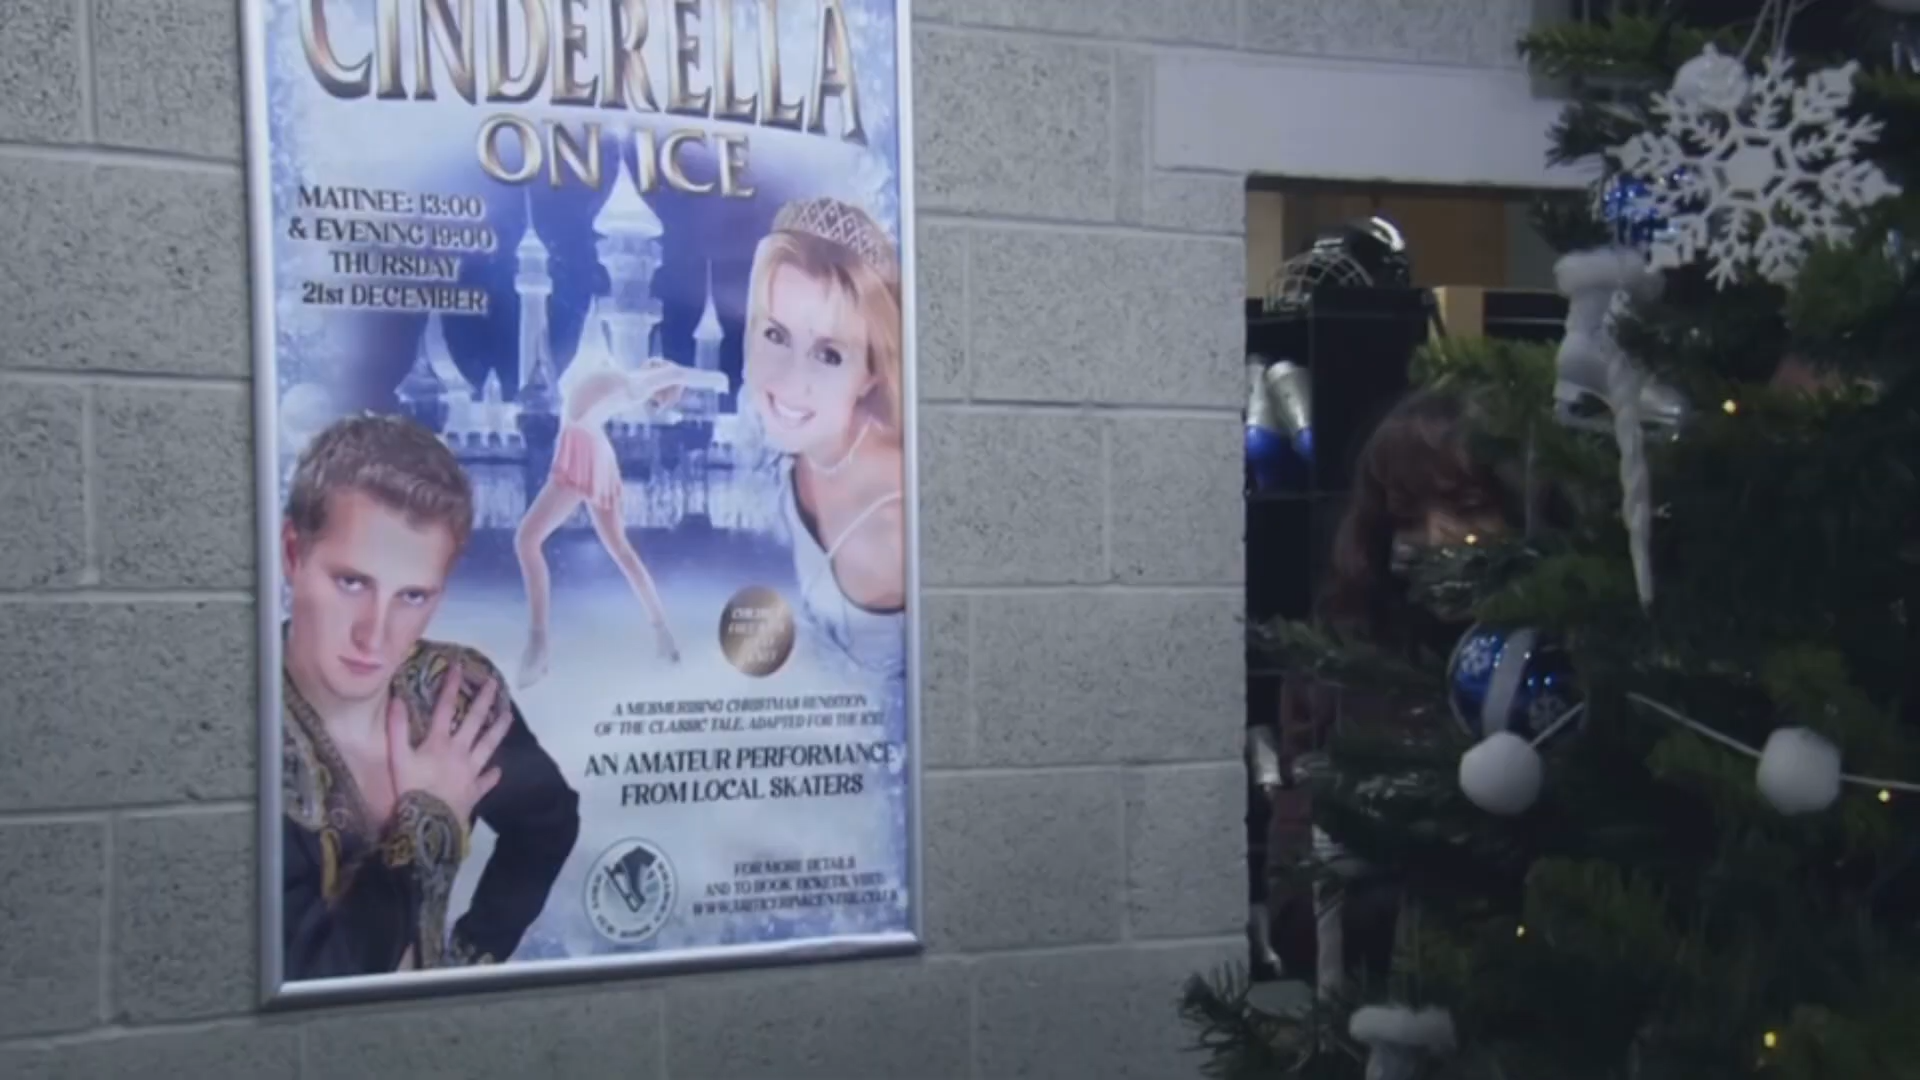 CINDERELLA
ON ICE
MATINEE: 13:00
& EVENING 19:00
THURSDAY
21st DECEMBER
A MESMERISING CHRISTMAS RENDITION
OF THE CLASSIC TALE, ADAPTED FOR THE ICE!
AN AMATEUR PERFORMANCE
FROM LOCAL SKATERS
FOR MORE DETAILS
AND TO BOOK TICKETS, VISIT: